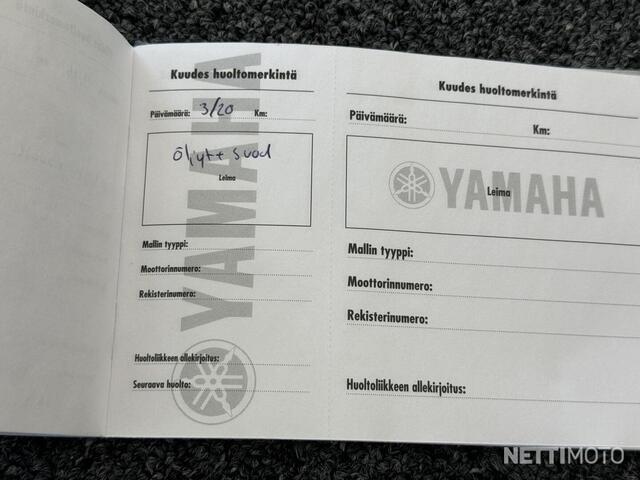 Kuudes huoltomerkintä
Päivämäärä: 3/20 Km:
Öljyt + suod
Leima
Mallin tyyppi:
Moottorinnumero:
Rekisterinumero:
Huoltoliikkeen allekirjoitus:
Seuraava huolto:
YAMAHA
Kuudes huoltomerkintä
Päivämäärä:
Km:
YAMAHA
Leima
Mallin tyyppi:
Moottorinnumero:
Rekisterinumero:
Huoltoliikkeen allekirjoitus:
NETTIMOTO